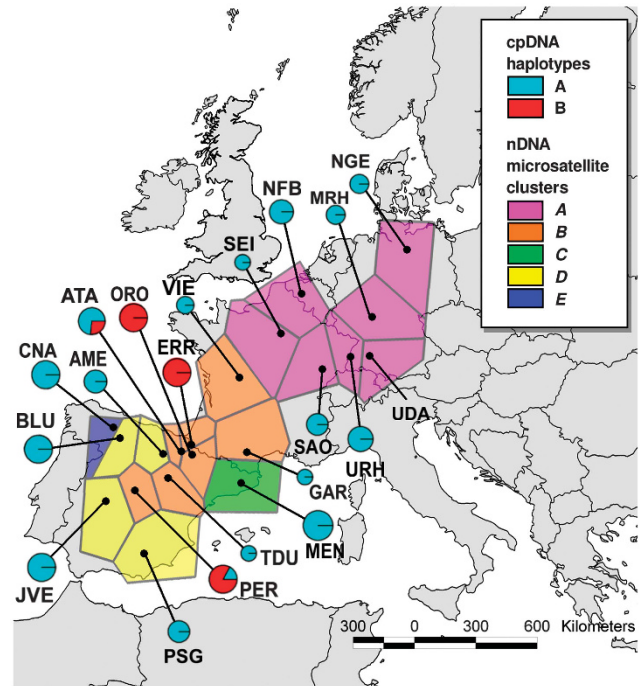 cpDNA
haplotypes
A
B
nDNA
microsatellite
clusters
A
B
C
D
E
NGE
NFB
MRH
SEI
ATA
ORO
VIE
CNA
AME
ERR
BLU
UDA
SAO
URH
GAR
MEN
TDU
JVE
PER
PSG
300 0 300 600 Kilometers